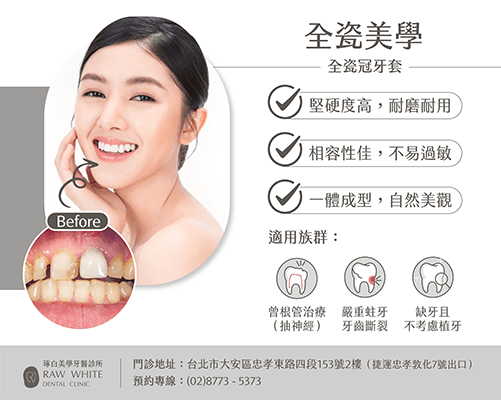 全瓷美學
全瓷冠牙套
堅硬度高，耐磨耐用
相容性佳，不易過敏
一體成型，自然美觀
適用族群：
Before
曾根管治療
（抽神經）
嚴重蛀牙
牙齒斷裂
缺牙且
不考慮植牙
琢白美學牙醫診所
RAW WHITE
DENTAL CLINIC
門診地址：台北市大安區忠孝東路四段153號2樓（捷運忠孝敦化7號出口）
預約專線：(02)8773 - 5373